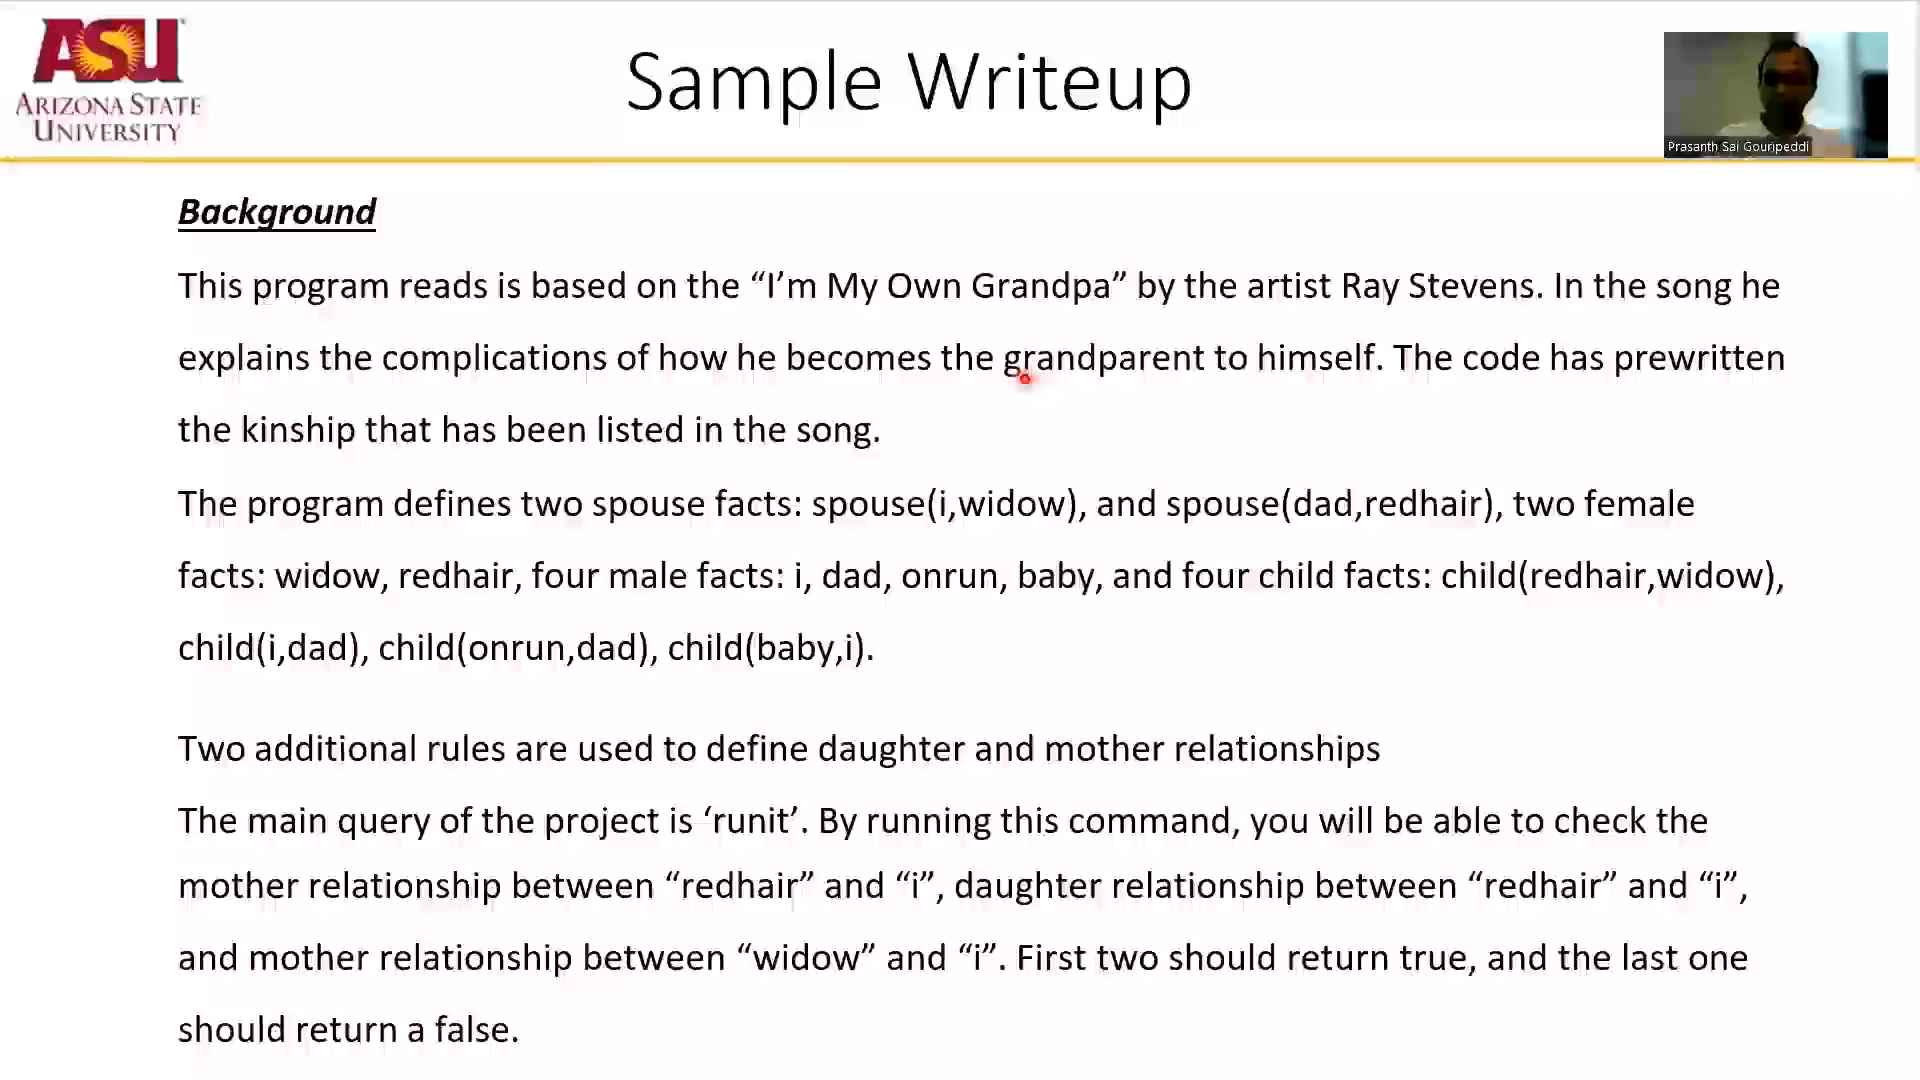 ASU
ARIZONA STATE
UNIVERSITY
Sample Writeup
Prasanth Sai Gouripeddi
Background
This program reads is based on the “I’m My Own Grandpa” by the artist Ray Stevens. In the song he
explains the complications of how he becomes the grandparent to himself. The code has prewritten
the kinship that has been listed in the song.
The program defines two spouse facts: spouse(i,widow), and spouse(dad,redhair), two female
facts: widow, redhair, four male facts: i, dad, onrun, baby, and four child facts: child(redhair,widow),
child(i,dad), child(onrun,dad), child(baby,i).
Two additional rules are used to define daughter and mother relationships
The main query of the project is ‘runit’. By running this command, you will be able to check the
mother relationship between “redhair” and “i”, daughter relationship between “redhair” and “i”,
and mother relationship between “widow” and “i”. First two should return true, and the last one
should return a false.